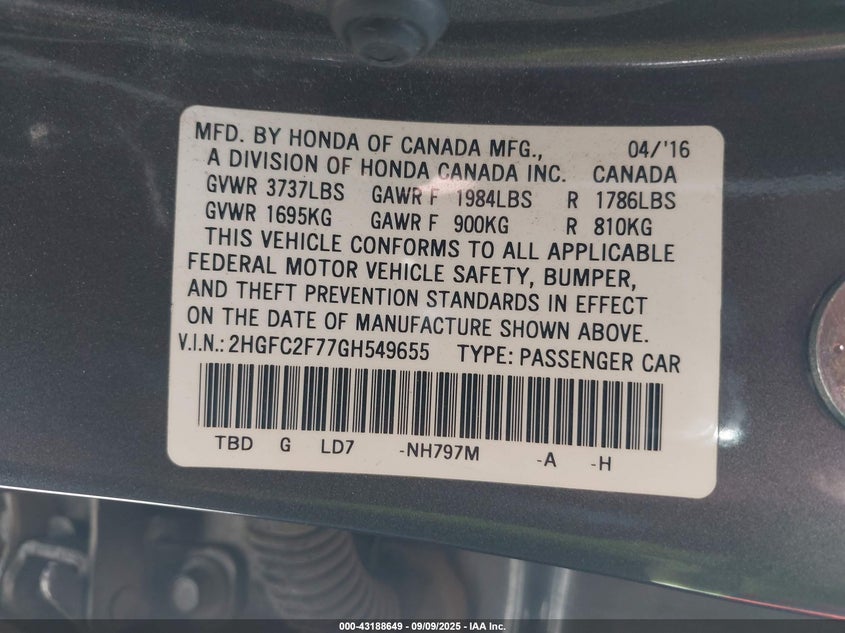 MFD. BY HONDA OF CANADA MFG., 04/'16
A DIVISION OF HONDA CANADA INC. CANADA
GVWR 3737LBS GAWR F 1984LBS R 1786LBS
GVWR 1695KG GAWR F 900KG R 810KG
THIS VEHICLE CONFORMS TO ALL APPLICABLE
FEDERAL MOTOR VEHICLE SAFETY, BUMPER,
AND THEFT PREVENTION STANDARDS IN EFFECT
ON THE DATE OF MANUFACTURE SHOWN ABOVE.
V.I.N.: 2HGFC2F77GH549655 TYPE: PASSENGER CAR
TBD G LD7 -NH797M -A -H
000-43188649 - 09/09/2025 - IAA Inc.